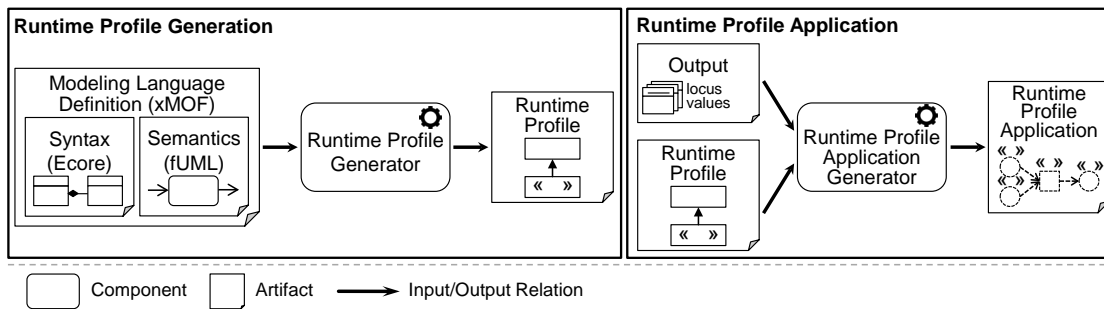 Runtime Profile Generation
Modeling Language
Definition (xMOF)
Syntax
(Ecore)
Semantics
(fUML)
Runtime Profile
Generator
Runtime
Profile
« »
Runtime Profile Application
Output
locus
values
Runtime
Profile
« »
Runtime Profile
Application
Generator
Runtime
Profile
Application
« »
« »
« »
« »
Component
Artifact
Input/Output Relation